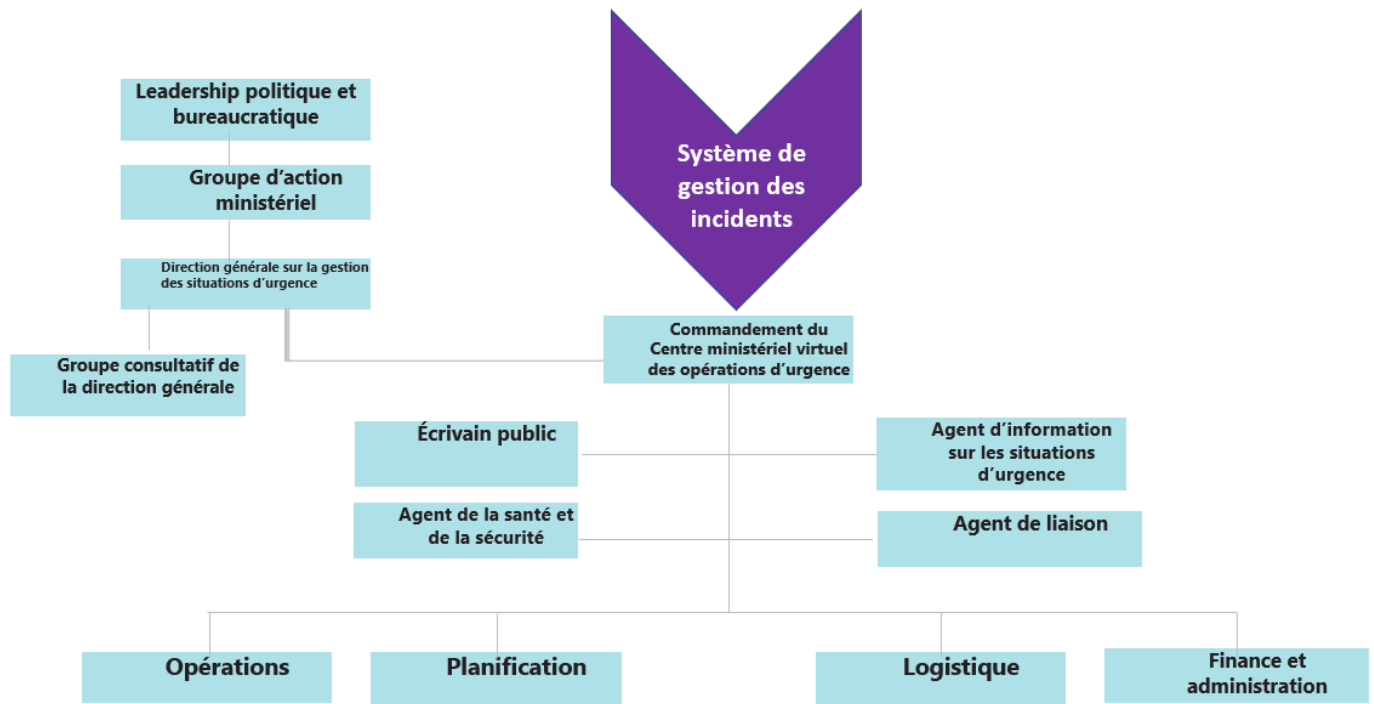 Leadership politique et
bureaucratique
Groupe d’action
ministériel
Direction générale sur la gestion
des situations d’urgence
Groupe consultatif de
la direction générale
Système de
gestion des
incidents
Commandement du
Centre ministériel virtuel
des opérations d’urgence
Écrivain public
Agent d’information
sur les situations
d’urgence
Agent de la santé et
de la sécurité
Agent de liaison
Opérations
Planification
Logistique
Finance et
administration